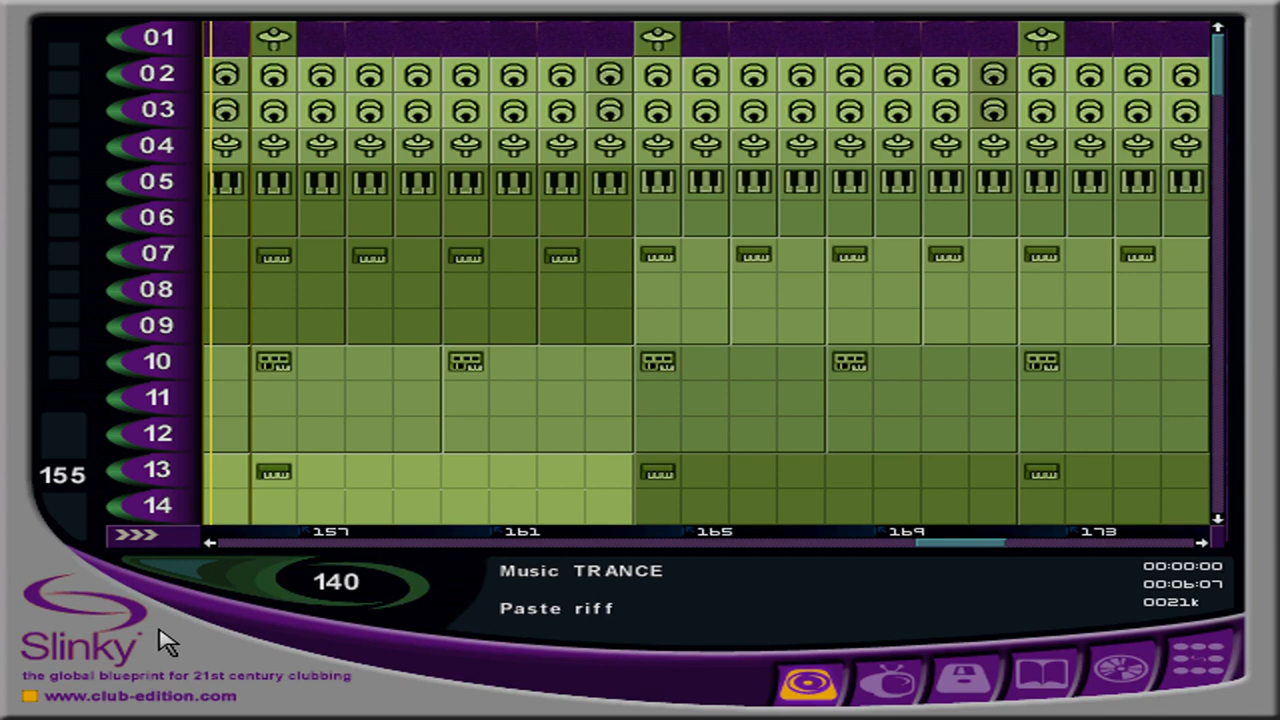 01
02
03
04
05
06
07
08
09
10
11
12
13
14
155
>>>
157 161 165 169 173
140
Music TRANCE
Paste riff
00:00:00
00:06:07
0021k
Slinky
the global blueprint for 21st century clubbing
www.club-edition.com